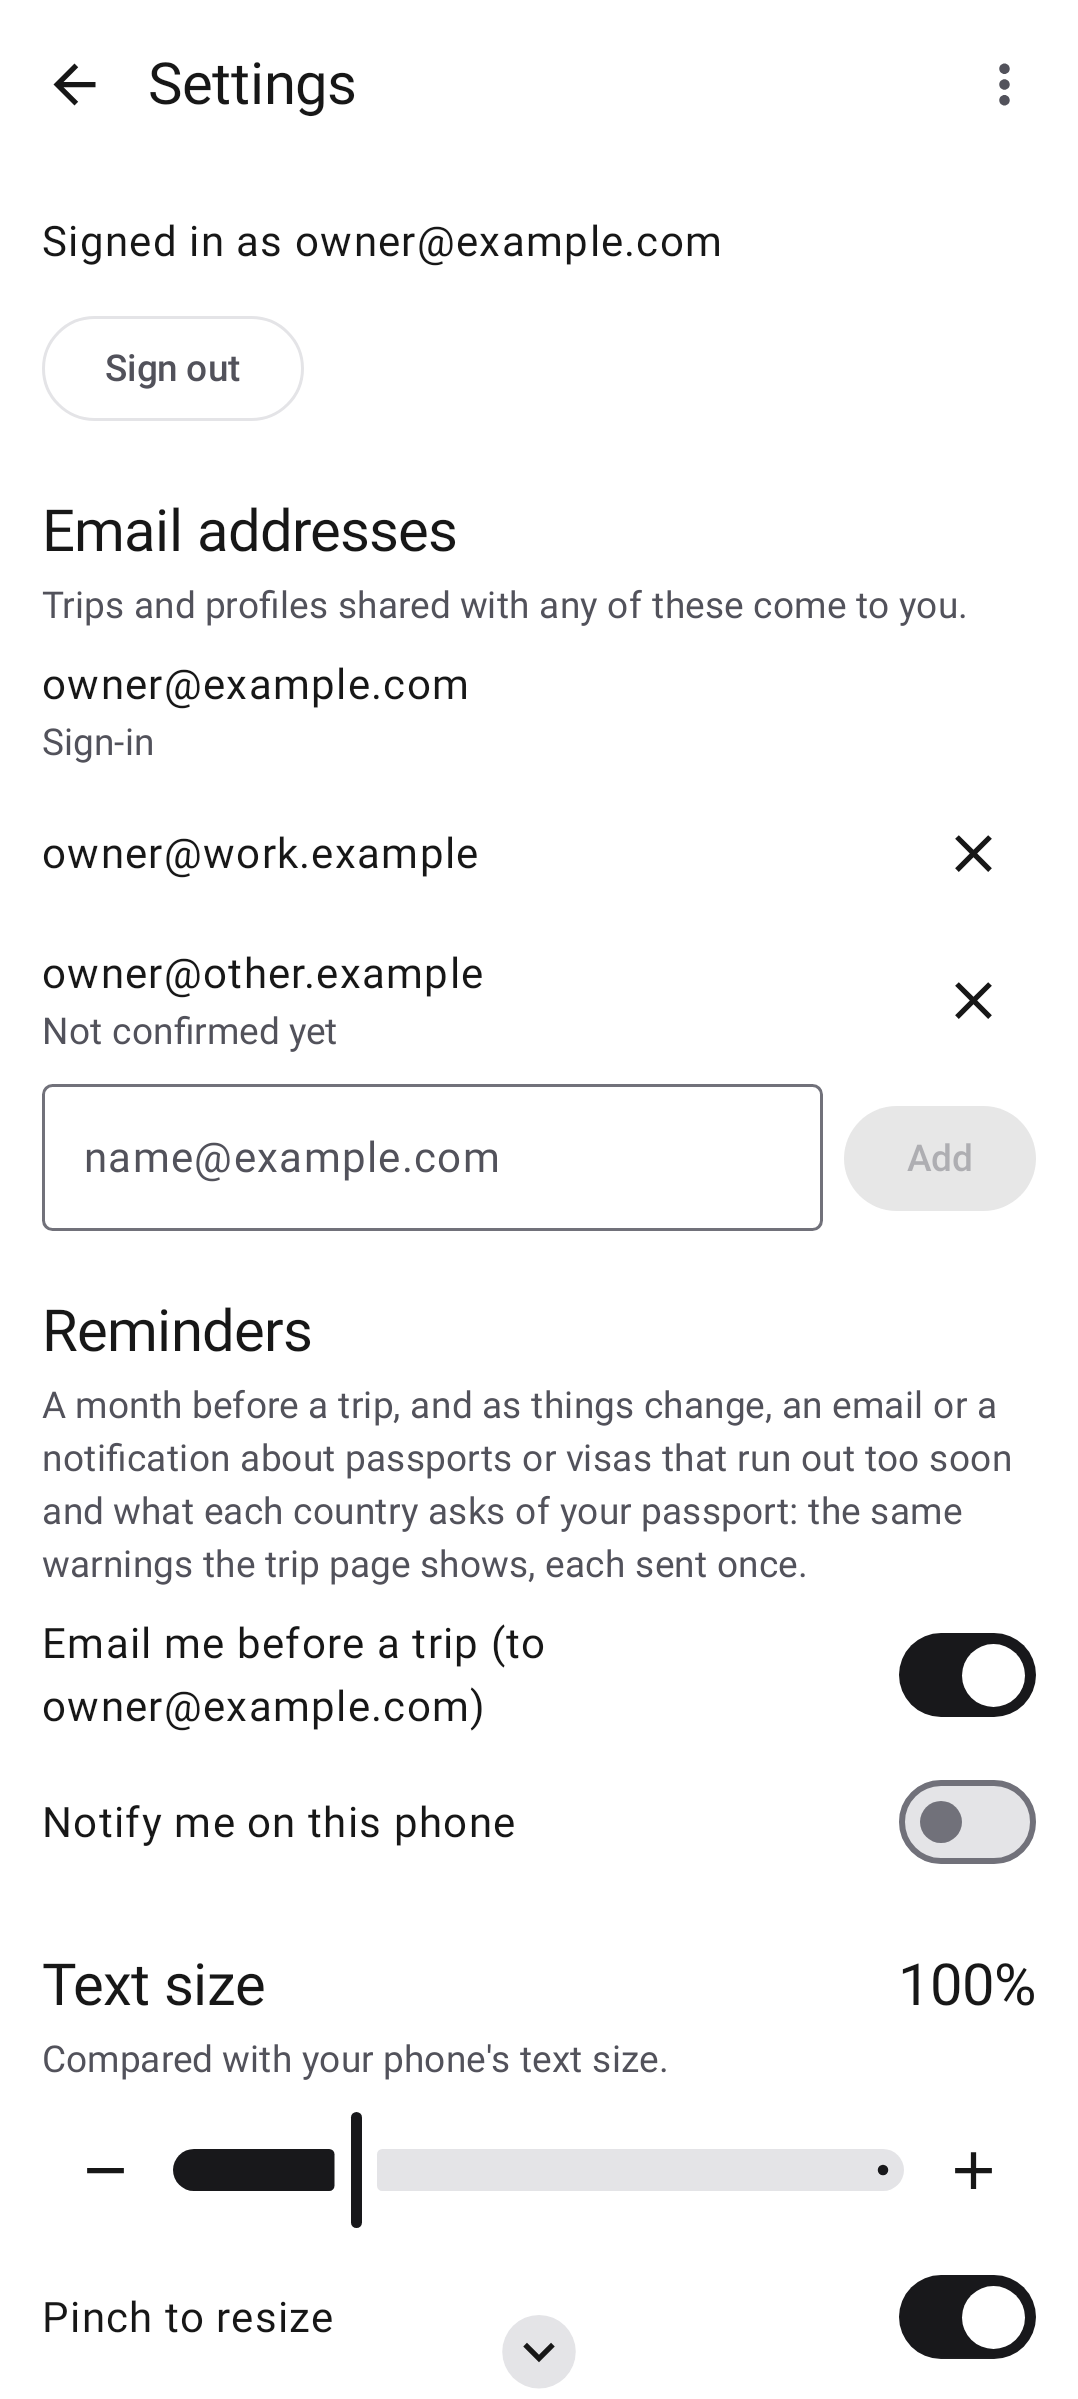 Settings
Signed in as owner@example.com
Sign out
Email addresses
Trips and profiles shared with any of these come to you.
owner@example.com
Sign-in
owner@work.example
owner@other.example
Not confirmed yet
name@example.com
Add
Reminders
A month before a trip, and as things change, an email or a
notification about passports or visas that run out too soon
and what each country asks of your passport: the same
warnings the trip page shows, each sent once.
Email me before a trip (to
owner@example.com)
Notify me on this phone
Text size
100%
Compared with your phone's text size.
Pinch to resize